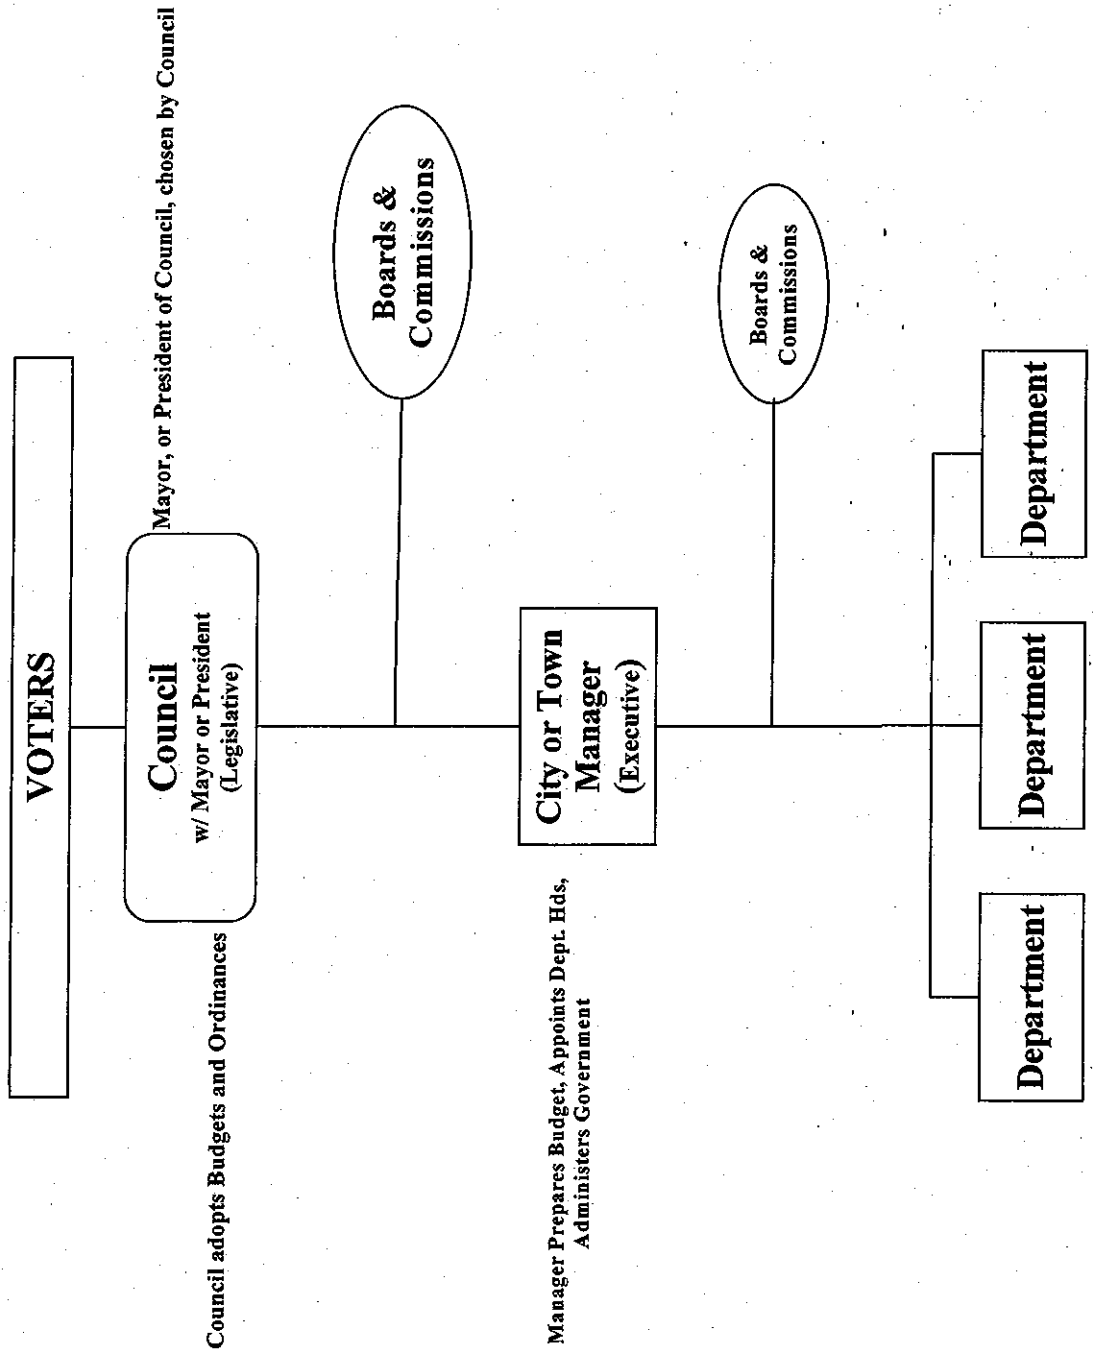 VOTERS
Mayor, or President of Council, chosen by Council
Council
w/ Mayor or President
(Legislative)
Council adopts Budgets and Ordinances
Boards &
Commissions
City or Town
Manager
(Executive)
Manager Prepares Budget, Appoints Dept. Hds,
Administers Government
Boards &
Commissions
Department
Department
Department